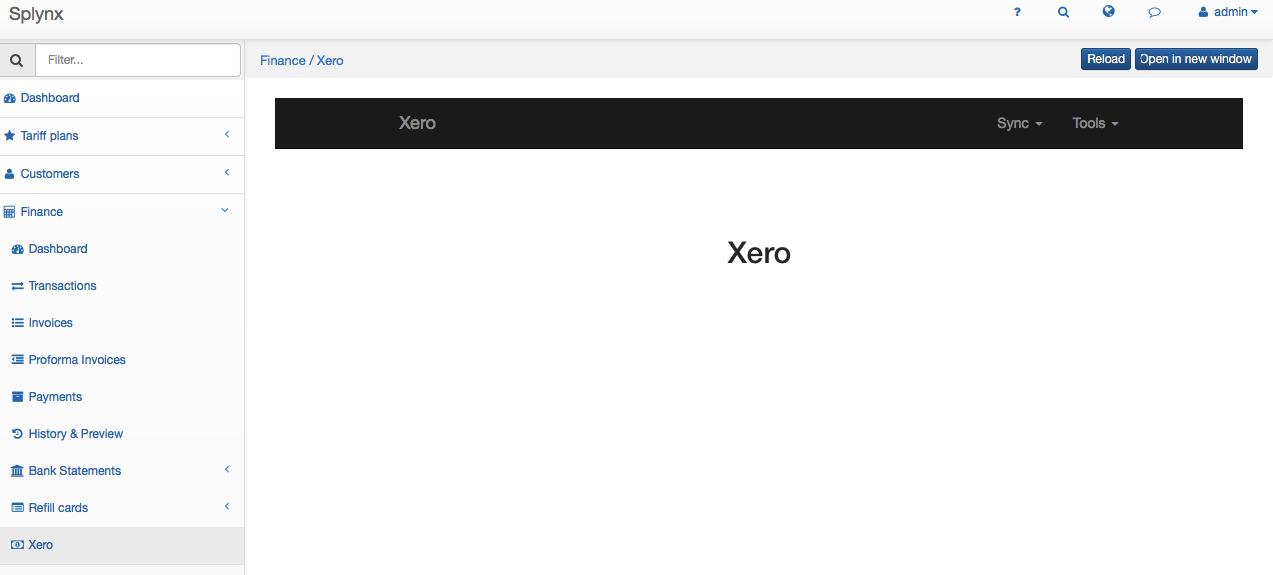 Splynx
? admin
Filter...
Finance / Xero
Reload Open in new window
Dashboard
Tariff plans
Customers
Finance
Dashboard
Transactions
Invoices
Proforma Invoices
Payments
History & Preview
Bank Statements
Refill cards
Xero
Xero Sync Tools
Xero